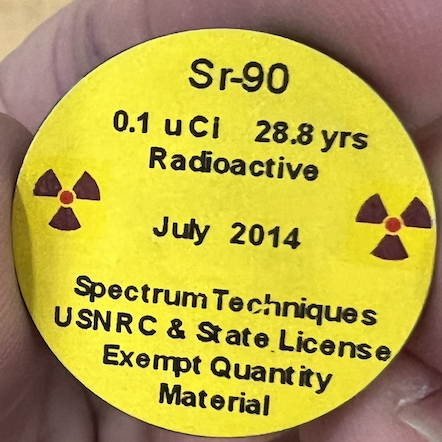 Sr-90
0.1 uCi 28.8 yrs
Radioactive
July 2014
Spectrum Techniques
USNRC & State License
Exempt Quantity
Material